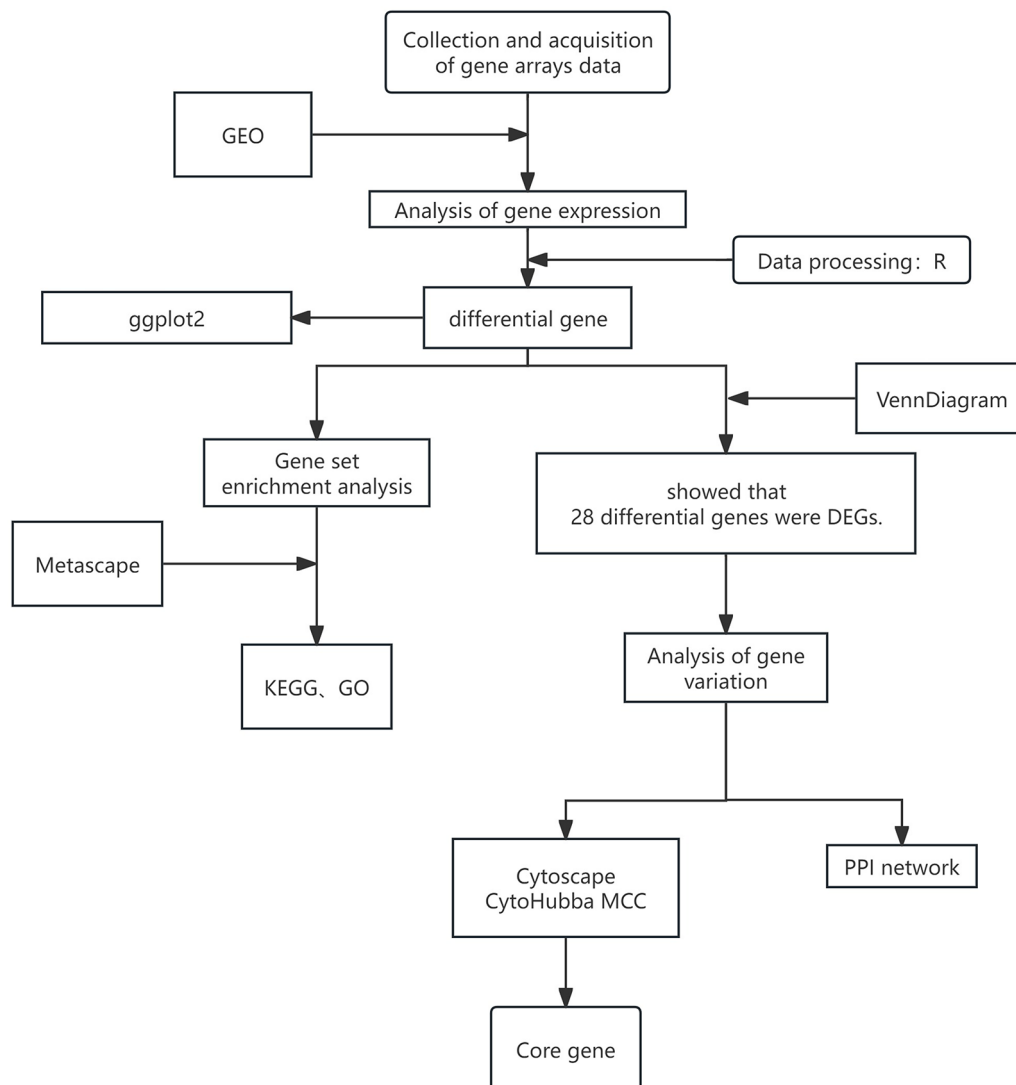 Collection and acquisition
of gene arrays data
GEO
Analysis of gene expression
Data processing：R
ggplot2
differential gene
VennDiagram
Gene set
enrichment analysis
showed that
28 differential genes were DEGs.
Metascape
KEGG、GO
Analysis of gene
variation
Cytoscape
CytoHubba MCC
PPI network
Core gene